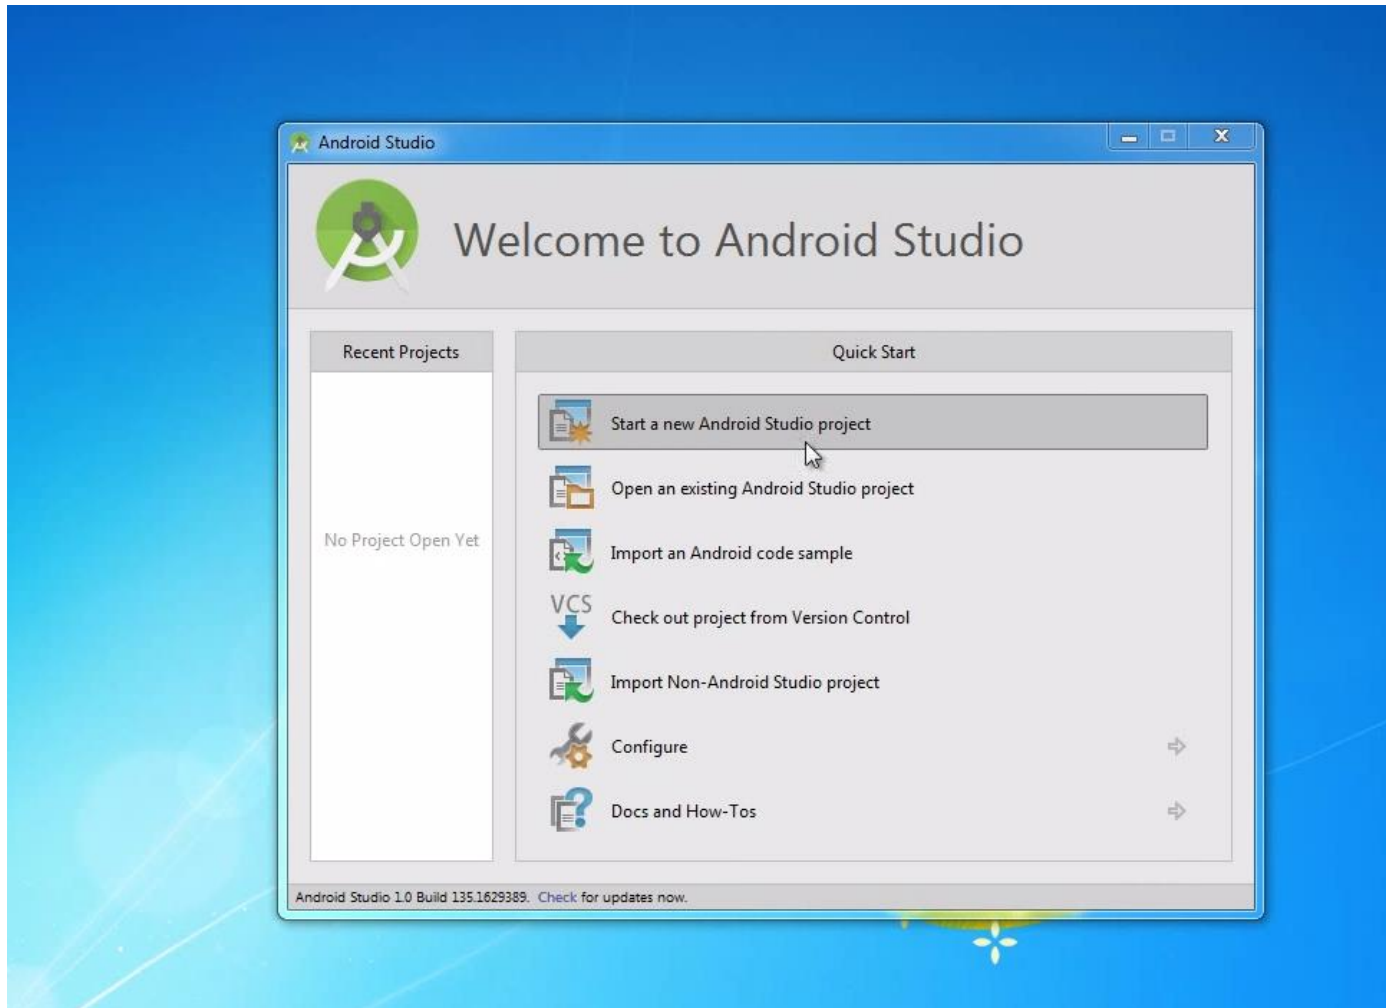 Android Studio
Welcome to Android Studio
Recent Projects
Quick Start
Start a new Android Studio project
Open an existing Android Studio project
No Project Open Yet
Import an Android code sample
VCS
Check out project from Version Control
Import Non-Android Studio project
Configure
Docs and How-Tos
Android Studio 1.0 Build 135.1629389. Check for updates now.